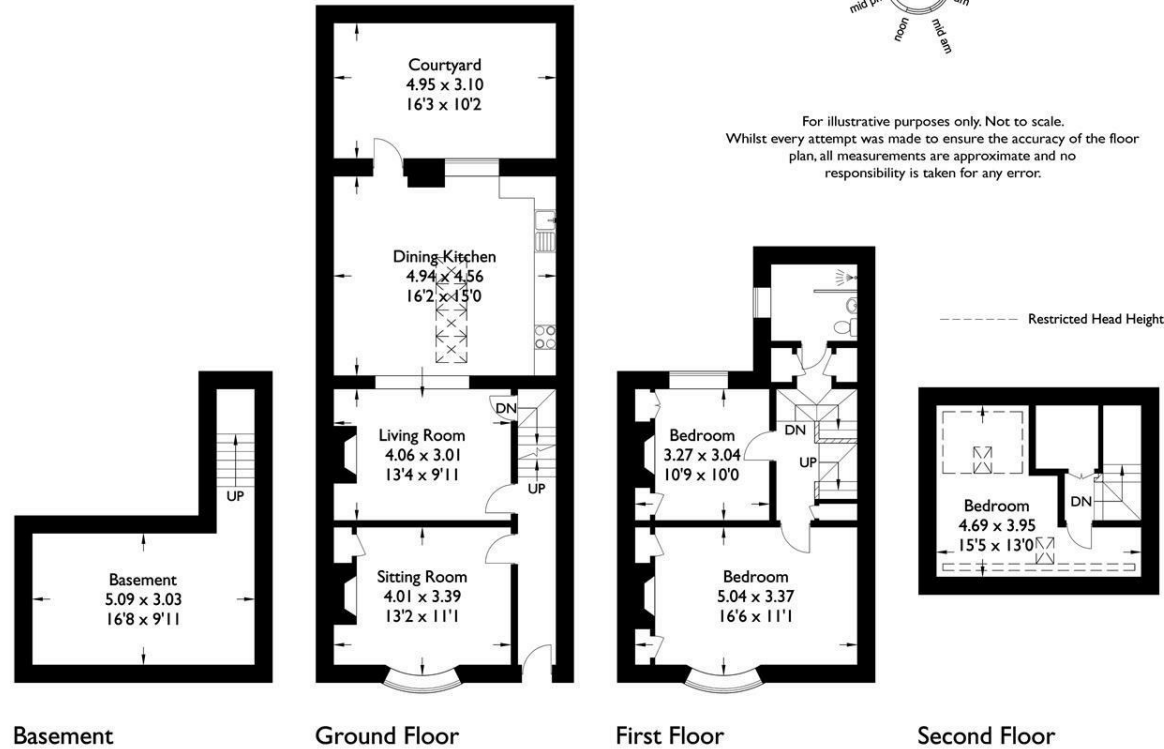 mid am
noon
For illustrative purposes only. Not to scale.
Whilst every attempt was made to ensure the accuracy of the floor
plan, all measurements are approximate and no
responsibility is taken for any error.
Courtyard
4.95 x 3.10
16'3 x 10'2
Dining Kitchen
4.94 x 4.56
16'2 x 15'0
Restricted Head Height
DN
Living Room
4.06 x 3.01
13'4 x 9'11
UP
Sitting Room
4.01 x 3.39
13'2 x 11'1
UP
Basement
5.09 x 3.03
16'8 x 9'11
Bedroom
3.27 x 3.04
10'9 x 10'0
DN
UP
Bedroom
5.04 x 3.37
16'6 x 11'1
DN
Bedroom
4.69 x 3.95
15'5 x 13'0
Basement
Ground Floor
First Floor
Second Floor